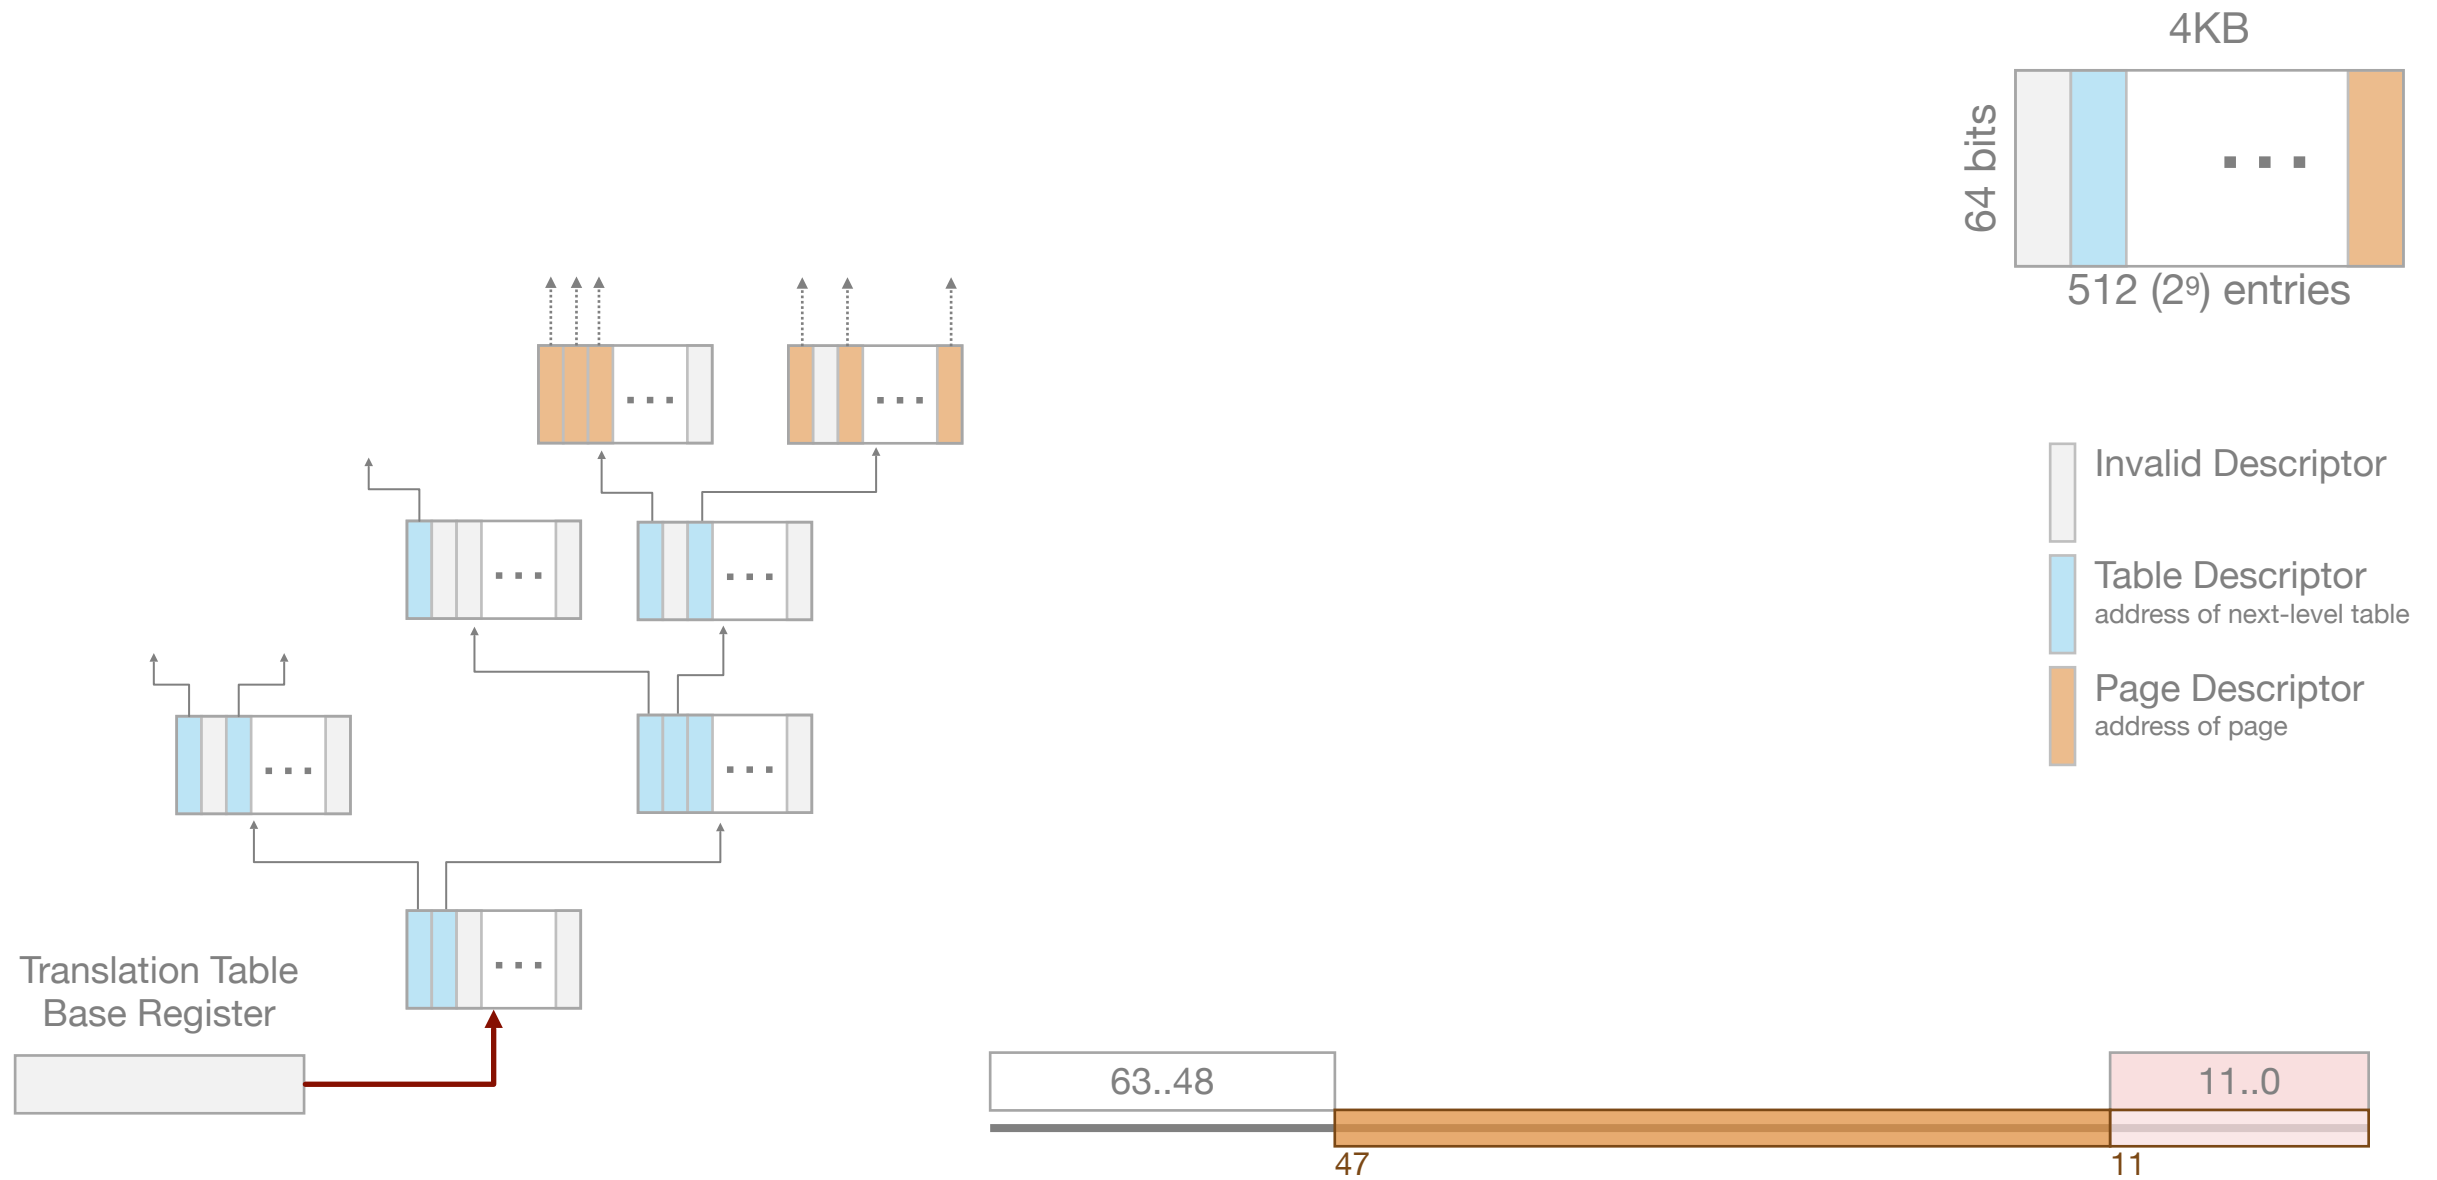 4KB
64 bits
512 (2⁹) entries
Invalid Descriptor
Table Descriptor
address of next-level table
Page Descriptor
address of page
Translation Table
Base Register
63..48
11..0
47
11